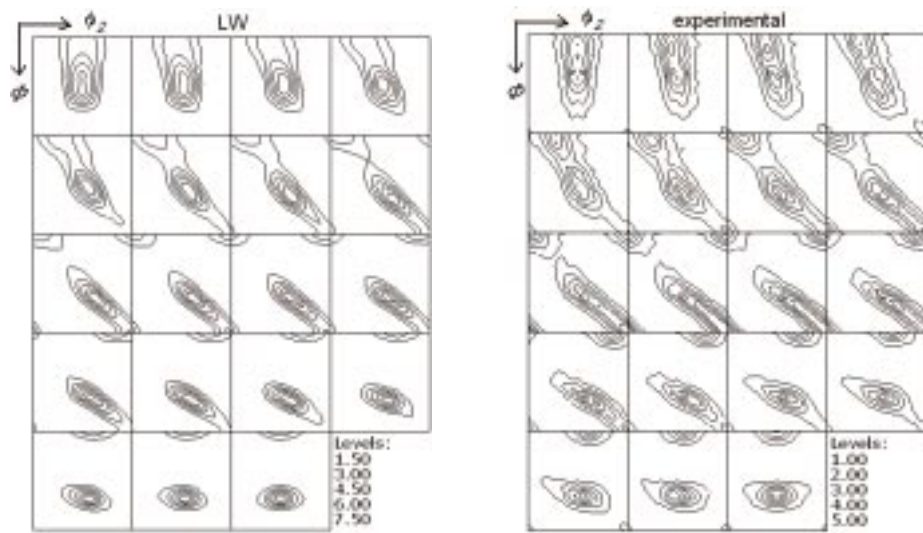 ϕ₂ LW
Φ
Levels:
1.50
3.00
4.50
6.00
7.50
ϕ₂ experimental
Φ
Levels:
1.00
2.00
3.00
4.00
5.00